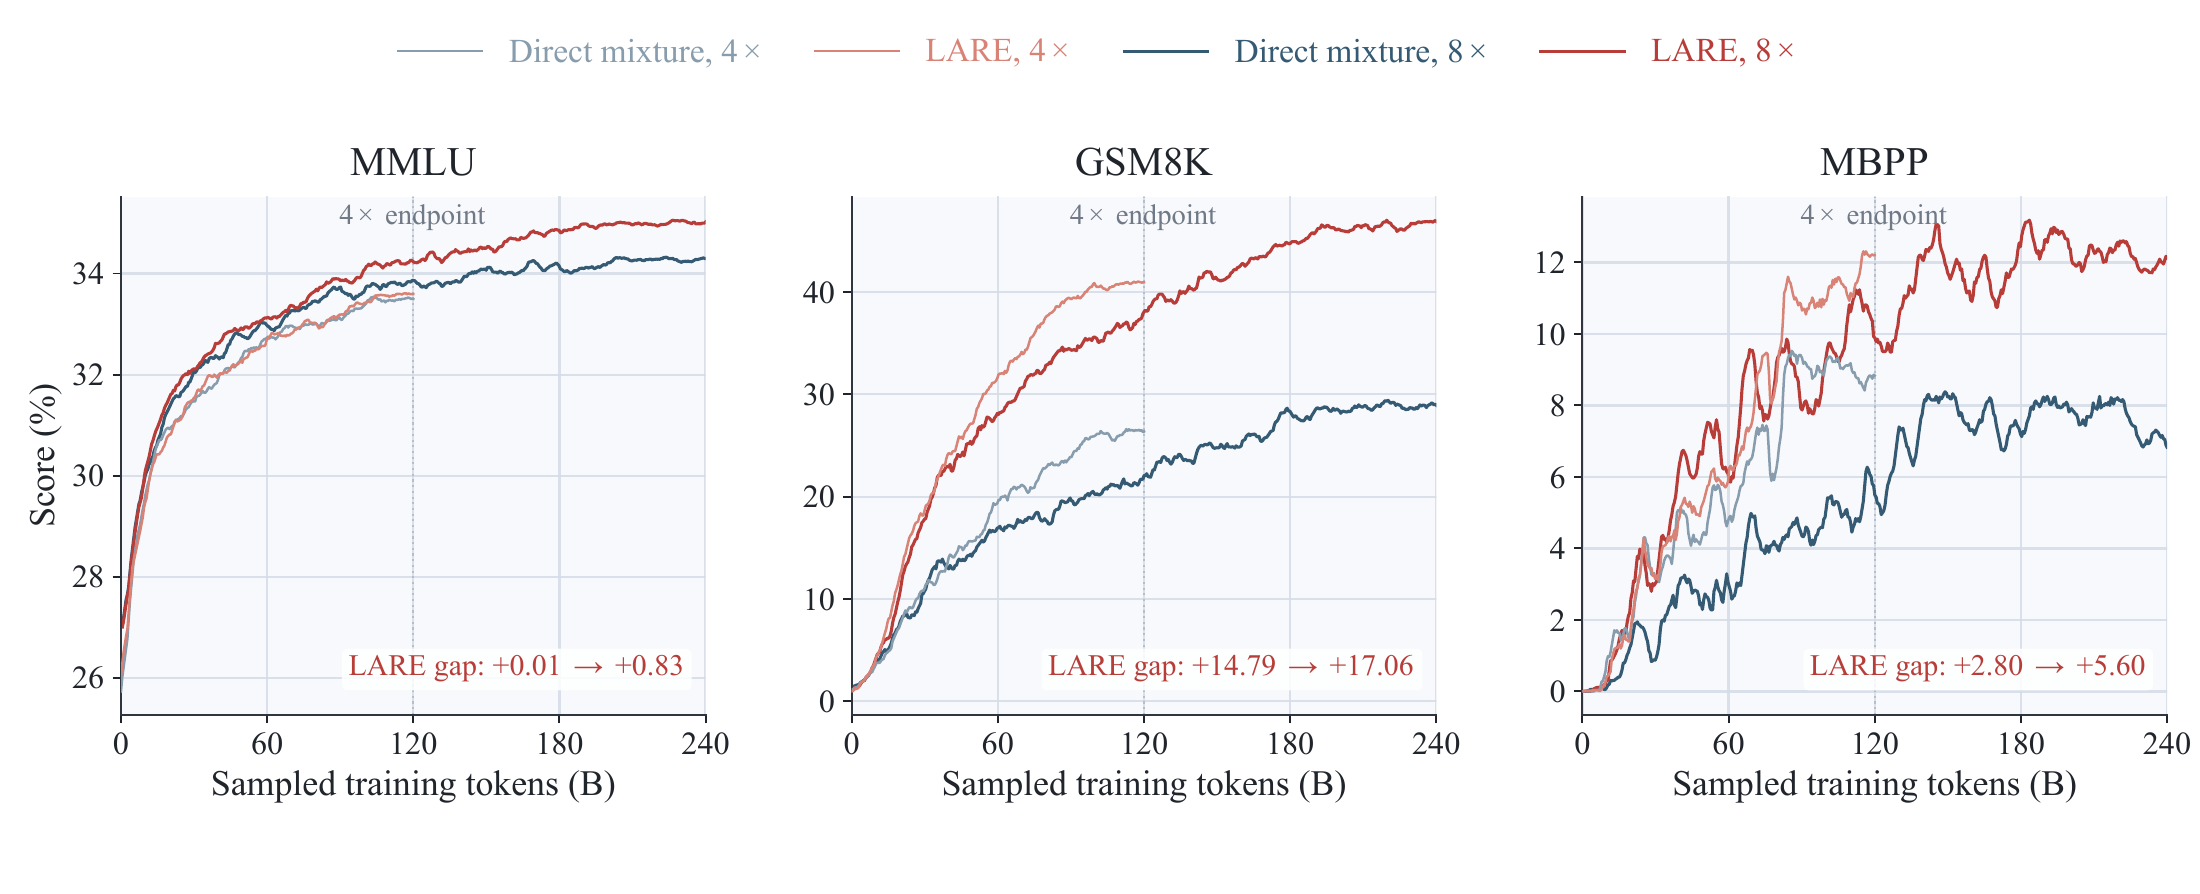 Direct mixture, 4× LARE, 4× Direct mixture, 8× LARE, 8×
MMLU
4× endpoint
Score (%)
34
32
30
28
26
LARE gap: +0.01 → +0.83
0 60 120 180 240
Sampled training tokens (B)
GSM8K
4× endpoint
40
30
20
10
0
LARE gap: +14.79 → +17.06
0 60 120 180 240
Sampled training tokens (B)
MBPP
4× endpoint
12
10
8
6
4
2
0
LARE gap: +2.80 → +5.60
0 60 120 180 240
Sampled training tokens (B)